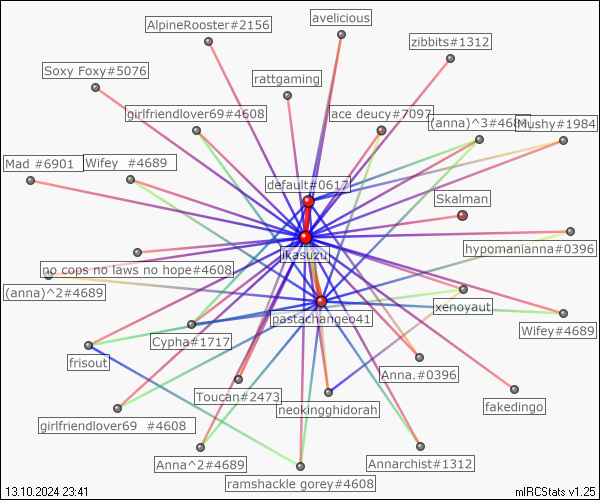 AlpineRooster#2156
avelicious
zibbits#1312
Soxy Foxy#5076
rattgaming
girlfriendlover69#4608
ace deucy#7097
(anna)^3#4689
Mushy#1984
Mad #6901
Wifey #4689
default#0617
Skalman
jikasuzu
hypomanianna#0396
no cops no laws no hope#4608
(anna)^2#4689
xenoyaut
pastachangeo41
Wifey#4689
Cypha#1717
frisout
Anna.#0396
Toucan#2473
neokingghidorah
fakedingo
girlfriendlover69 #4608
Anna^2#4689
Annarchist#1312
ramshackle gorey#4608
13.10.2024 23:41
mIRCStats v1.25